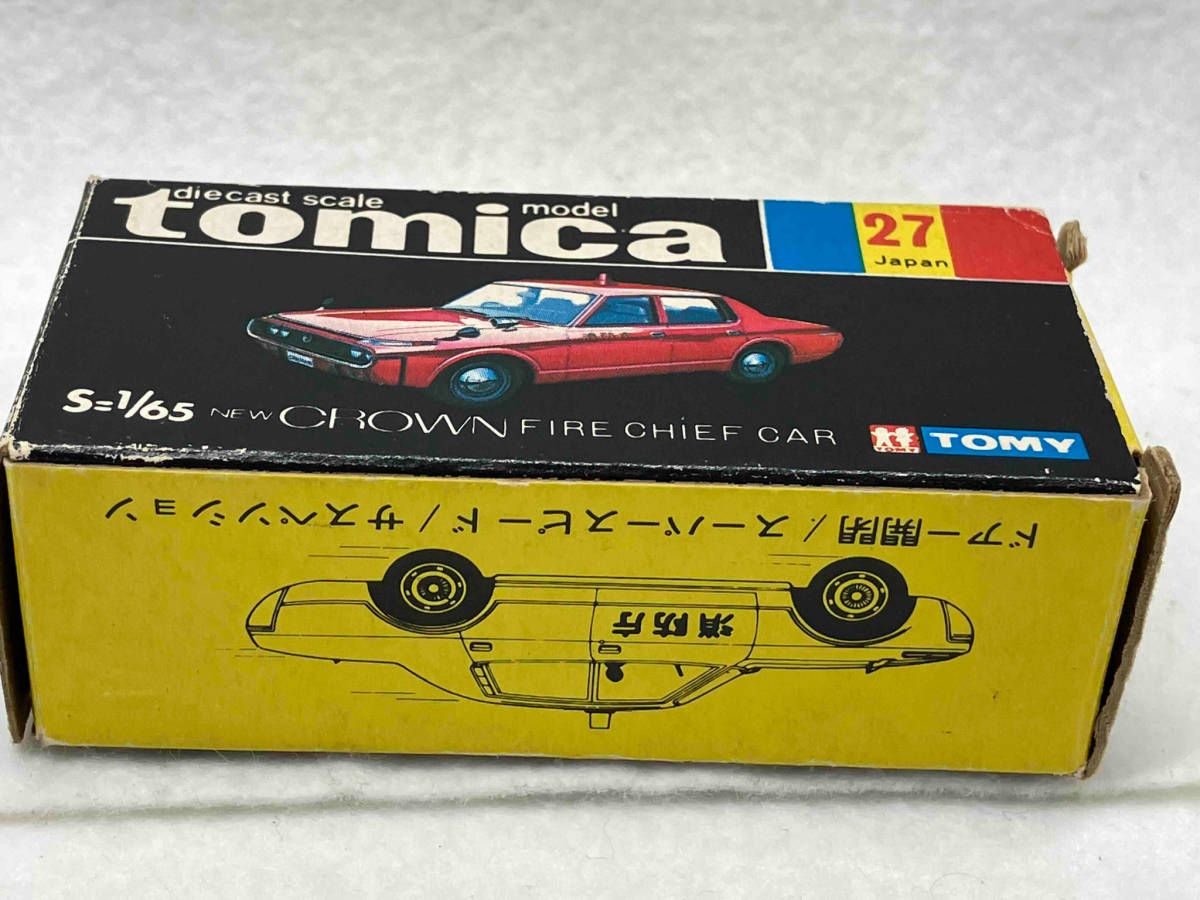 diecast scale model
tomica
27
Japan
S=1/65 NEW CROWN FIRE CHiEF CAR
TOMY
TOMY
ドアー開閉/スーパースピード/サスペンション
消防庁